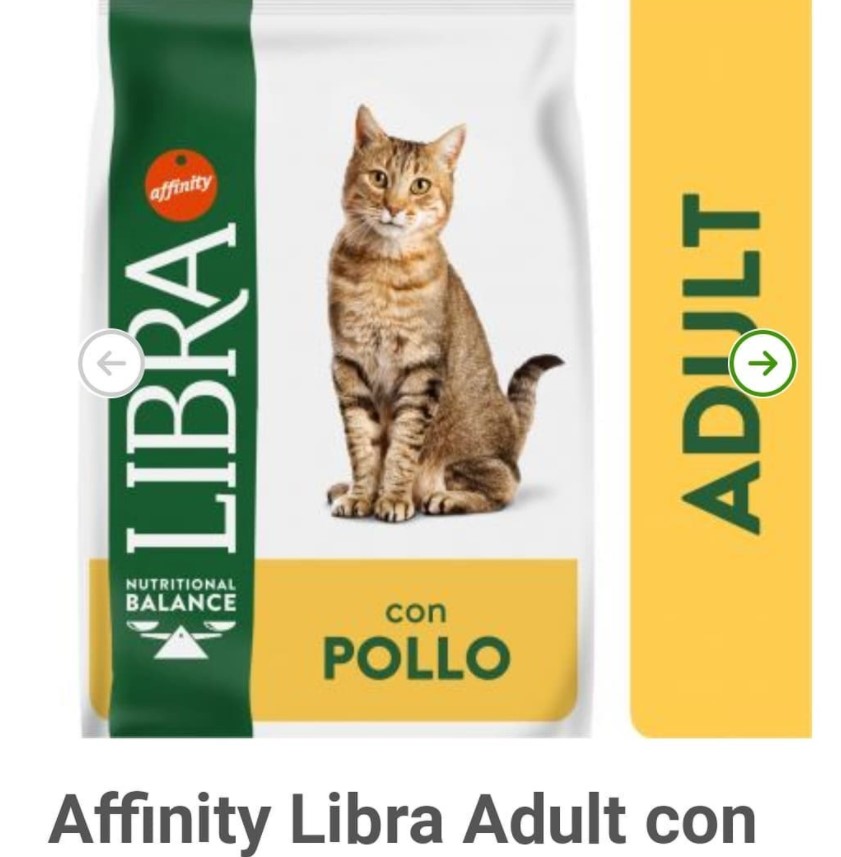 affinity
LIBRA
NUTRITIONAL
BALANCE
con
POLLO
ADULT
Affinity Libra Adult con